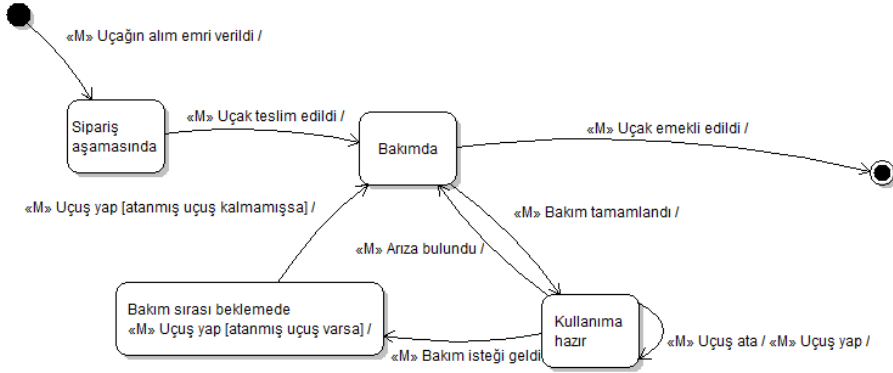 «M» Uçağın alım emri verildi /
Sipariş
aşamasında
«M» Uçak teslim edildi /
Bakımda
«M» Uçak emekli edildi /
«M» Uçuş yap [atanmış uçuş kalmamışsa] /
«M» Bakım tamamlandı /
«M» Arıza bulundu /
Bakım sırası beklemede
«M» Uçuş yap [atanmış uçuş varsa] /
Kullanıma
hazır
«M» Uçuş ata / «M» Uçuş yap /
«M» Bakım isteği geldi